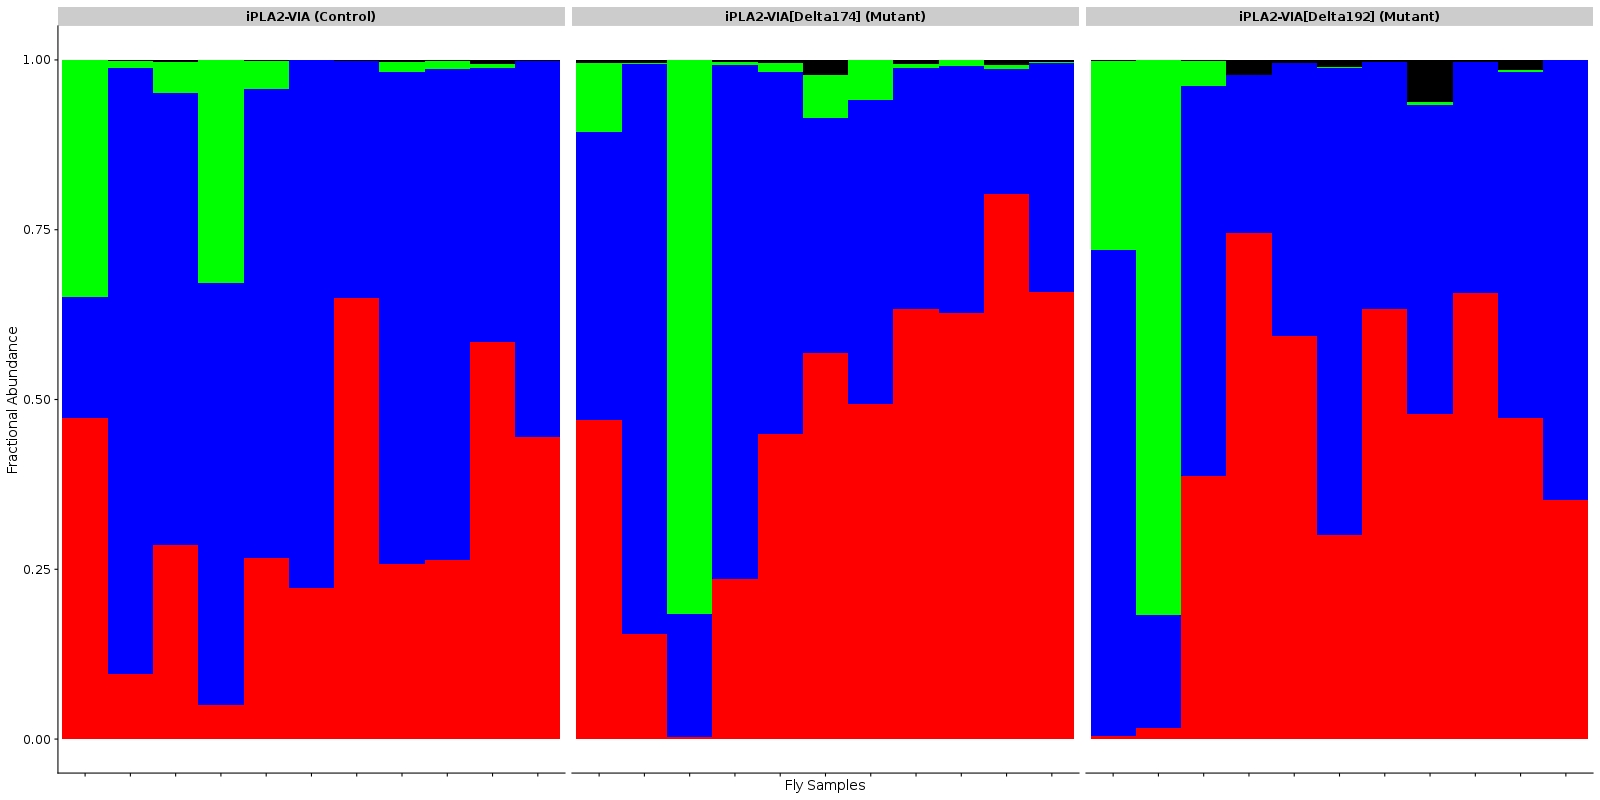 iPLA2-VIA (Control)
iPLA2-VIA[Delta174] (Mutant)
iPLA2-VIA[Delta192] (Mutant)
1.00
0.75
0.50
0.25
0.00
Fractional Abundance
Fly Samples